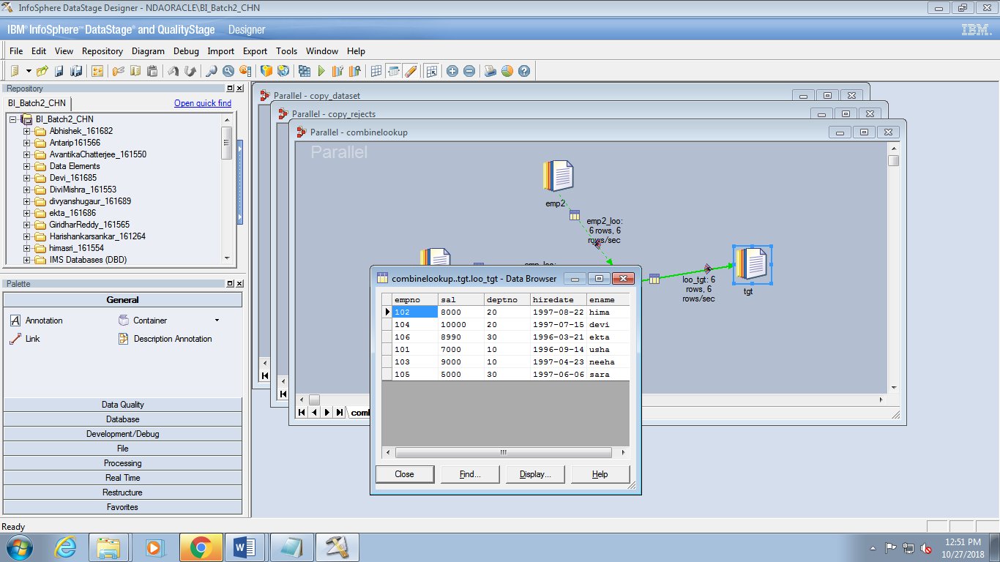 InfoSphere DataStage Designer - NDAORACLE\BI_Batch2_CHN
IBM® InfoSphere™ DataStage® and QualityStage Designer
IBM.
File Edit View Repository Diagram Debug Import Export Tools Window Help
Repository
BI_Batch2_CHN
Open quick find
BI_Batch2_CHN
Abhishek_161682
Antarip161566
AvantikaChatterjee_161550
Data Elements
Devi_161685
DiviMishra_161553
divyanshugaur_161689
ekta_161686
GiridharReddy_161565
Harishankarsankar_161264
himasri_161554
IMS Databases (DBD)
Palette
General
Annotation
Container
Link
Description Annotation
Data Quality
Database
Development/Debug
File
Processing
Real Time
Restructure
Favorites
Parallel - copy_dataset
Parallel - copy_rejects
Parallel - combinelookup
Parallel
emp2
emp2_loo:
6 rows, 6
rows/sec
loo_tgt: 6
rows, 6
rows/sec
tgt
combinelookup..tgt.loo_tgt - Data Browser
empno sal deptno hiredate ename
102 8000 20 1997-08-22 hima
104 10000 20 1997-07-15 devi
106 8990 30 1996-03-21 ekta
101 7000 10 1996-09-14 usha
103 9000 10 1997-04-23 neeha
105 5000 30 1997-06-06 sara
Close Find... Display... Help
Ready
12:51 PM
10/27/2018